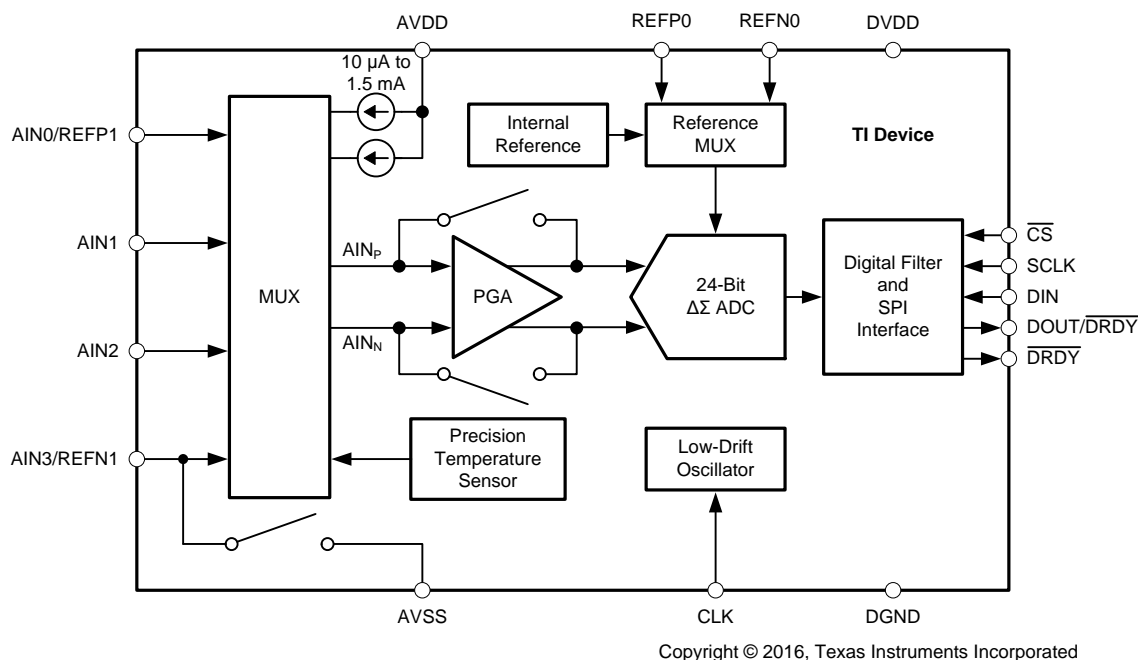 AVDD
REFP0
REFN0
DVDD
10 µA to
1.5 mA
AIN0/REFP1
Internal
Reference
Reference
MUX
TI Device
AIN1
AINP
CS
SCLK
MUX
PGA
24-Bit
ΔΣ ADC
Digital Filter
and
SPI
Interface
DIN
DOUT/DRDY
AIN2
AINN
DRDY
AIN3/REFN1
Precision
Temperature
Sensor
Low-Drift
Oscillator
AVSS
CLK
DGND
Copyright © 2016, Texas Instruments Incorporated